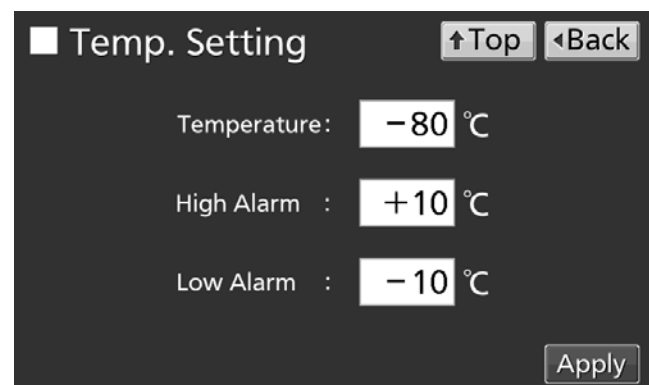 Temp. Setting ↑Top ◂Back
Temperature: −80 ℃
High Alarm : +10 ℃
Low Alarm : −10 ℃
Apply